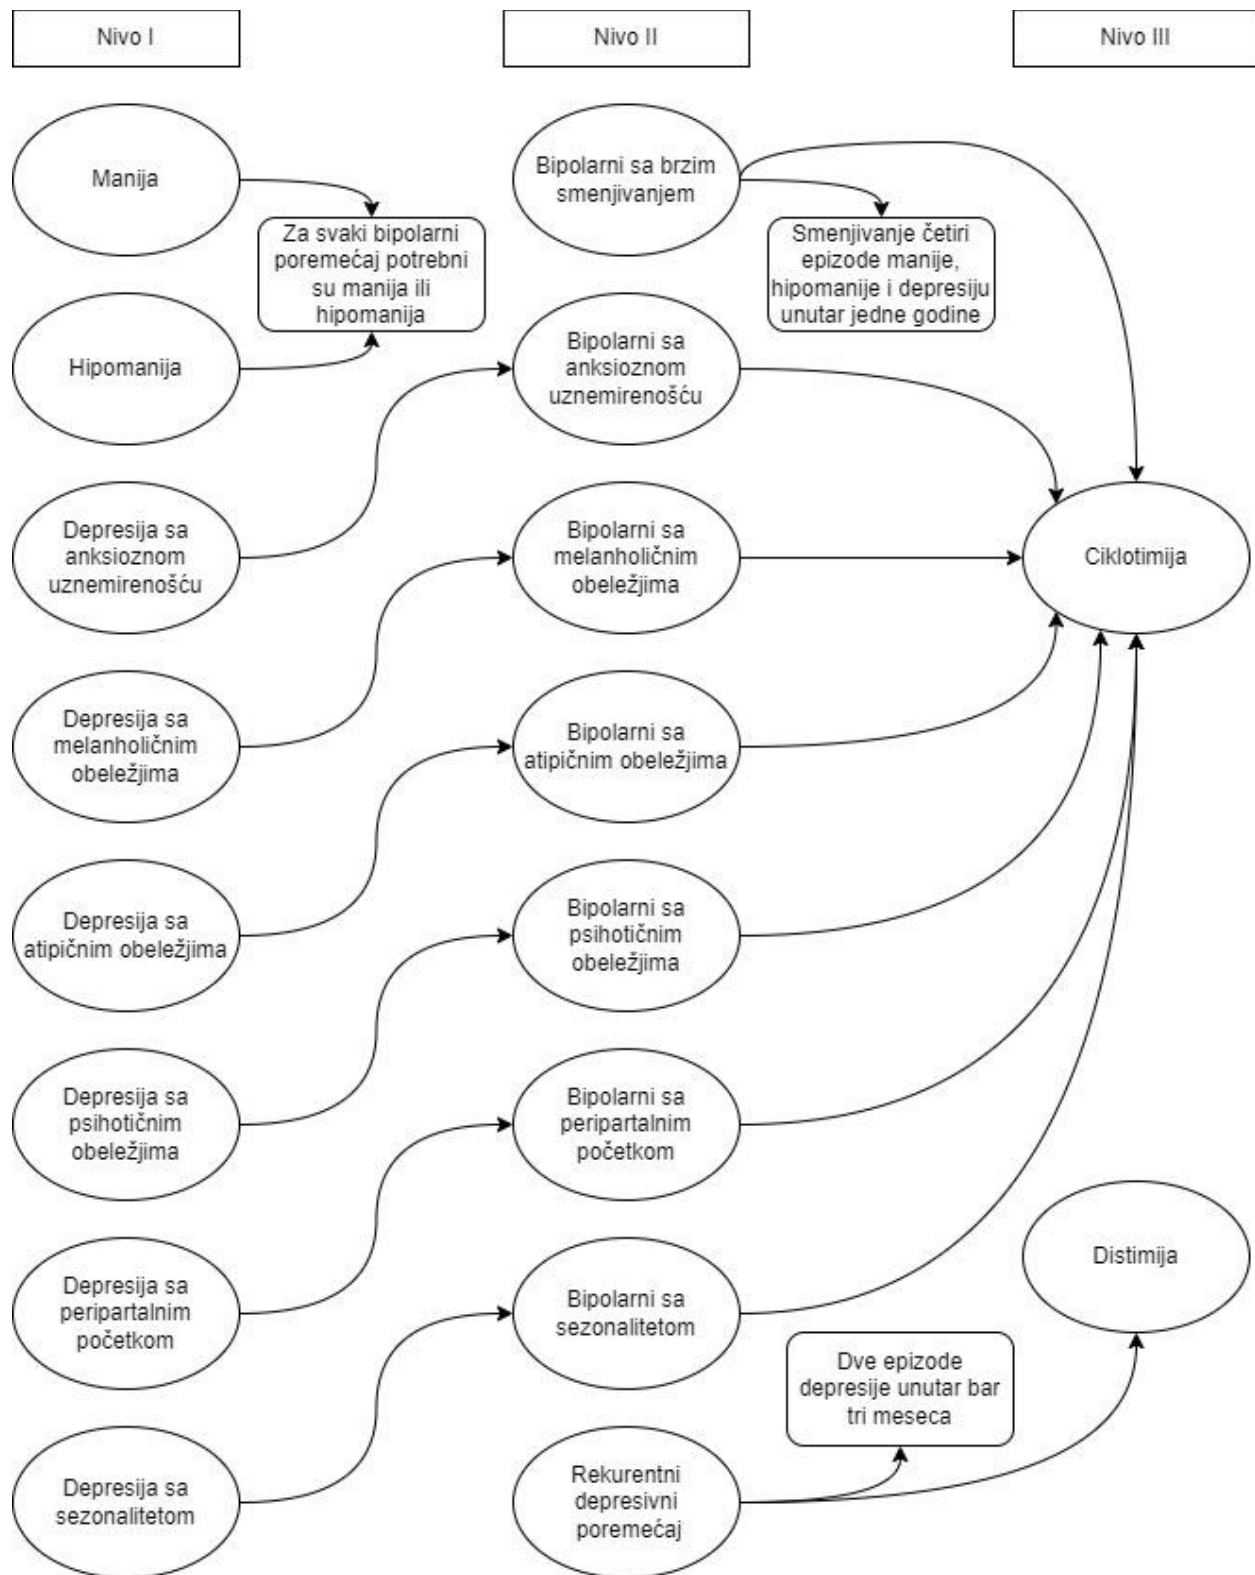 Nivo I
Nivo II
Nivo III
Manija
Bipolarni sa brzim
smenjivanjem
Za svaki bipolarni
poremećaj potrebni
su manija ili
hipomanija
Smenjivanje četiri
epizode manije,
hipomanije i depresiju
unutar jedne godine
Hipomanija
Bipolarni sa
anksioznom
uznemirenošću
Depresija sa
anksioznom
uznemirenošću
Bipolarni sa
melanholičnim
obeležjima
Ciklotimija
Depresija sa
melanholičnim
obeležjima
Bipolarni sa
atipičnim obeležjima
Depresija sa
atipičnim obeležjima
Bipolarni sa
psihotičnim
obeležjima
Depresija sa
psihotičnim
obeležjima
Bipolarni sa
peripartalnim
početkom
Distimija
Depresija sa
peripartalnim
početkom
Bipolarni sa
sezonalitetom
Dve epizode
depresije unutar bar
tri meseca
Depresija sa
sezonalitetom
Rekurentni
depresivni
poremećaj